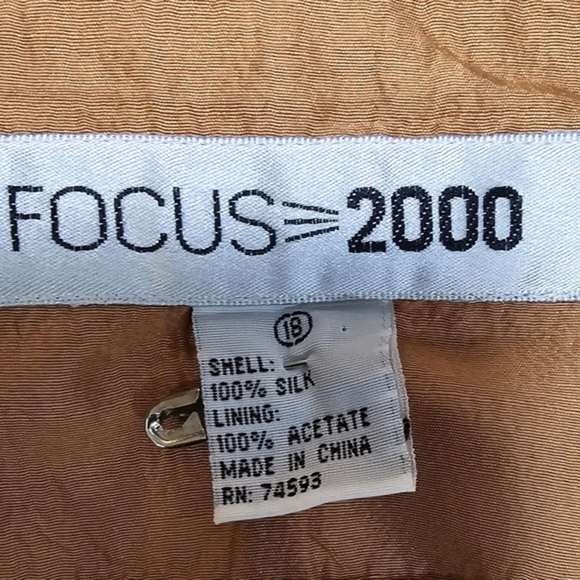 FOCUS 2000
18
SHELL:
100% SILK
LINING:
100% ACETATE
MADE IN CHINA
RN: 74593